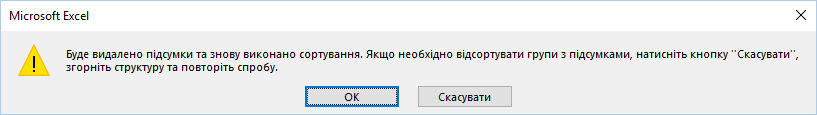 Microsoft Excel
Буде видалено підсумки та знову виконано сортування. Якщо необхідно відсортувати групи з підсумками, натисніть кнопку "Скасувати",
згорніть структуру та повторіть спробу.
ОК
Скасувати